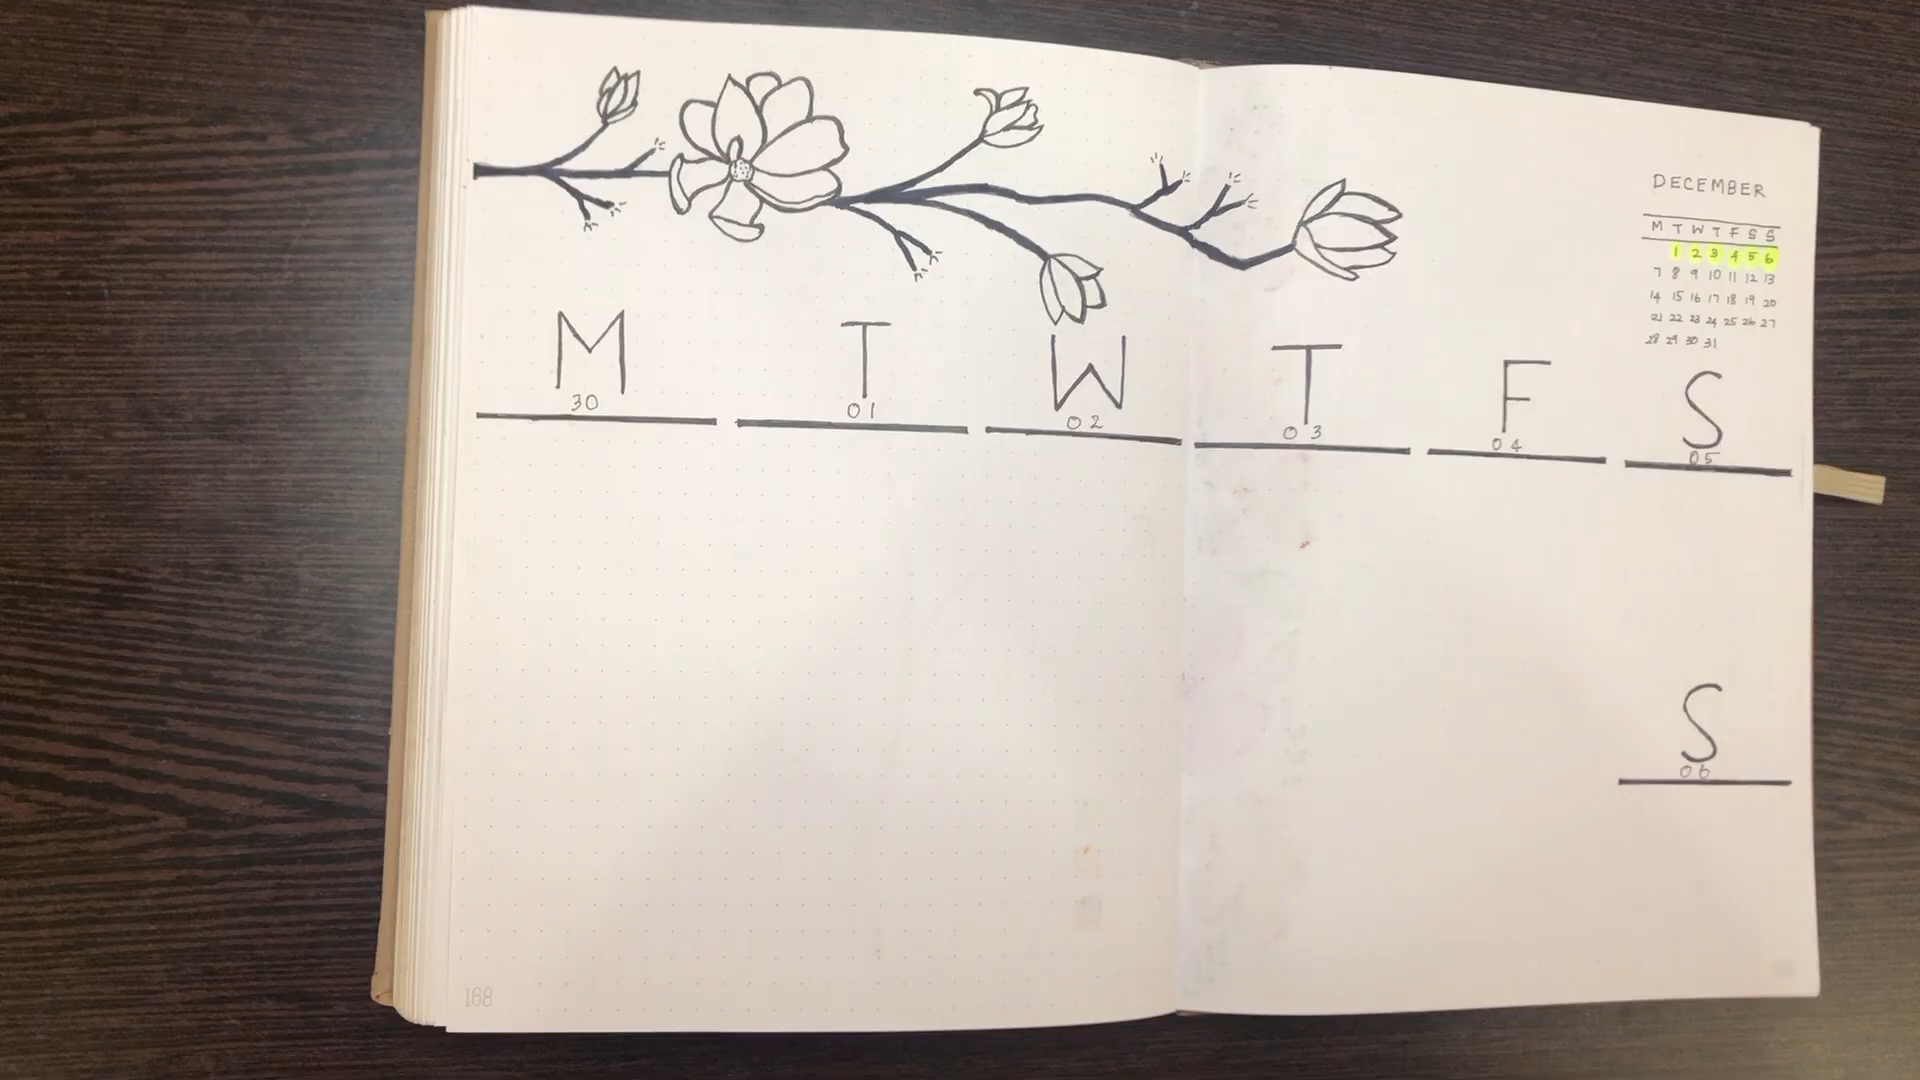 DECEMBER
M T W T F S S
1 2 3 4 5 6
7 8 9 10 11 12 13
14 15 16 17 18 19 20
21 22 23 24 25 26 27
28 29 30 31
M T W T F S
30 01 02 03 04 05
S
06
168